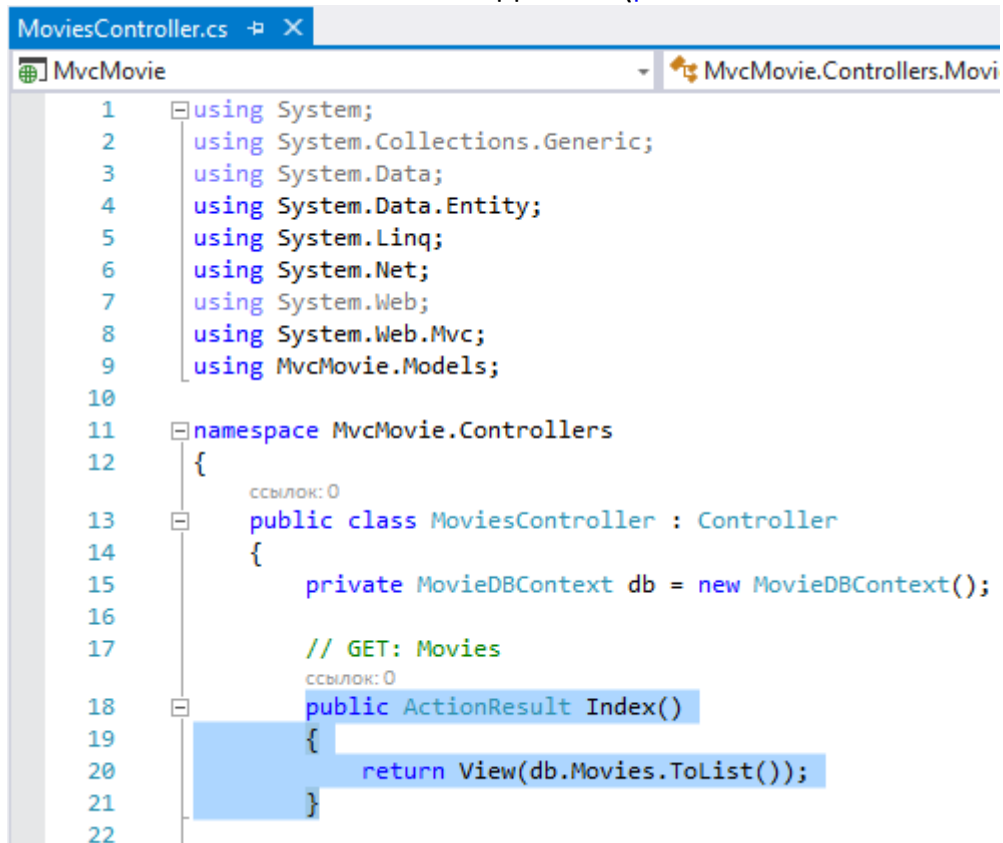 MoviesController.cs
MvcMovie MvcMovie.Controllers.Movi
1 using System;
2 using System.Collections.Generic;
3 using System.Data;
4 using System.Data.Entity;
5 using System.Linq;
6 using System.Net;
7 using System.Web;
8 using System.Web.Mvc;
9 using MvcMovie.Models;
10
11 namespace MvcMovie.Controllers
12 {
ссылок: 0
13 public class MoviesController : Controller
14 {
15 private MovieDBContext db = new MovieDBContext();
16
17 // GET: Movies
ссылок: 0
18 public ActionResult Index()
19 {
20 return View(db.Movies.ToList());
21 }
22